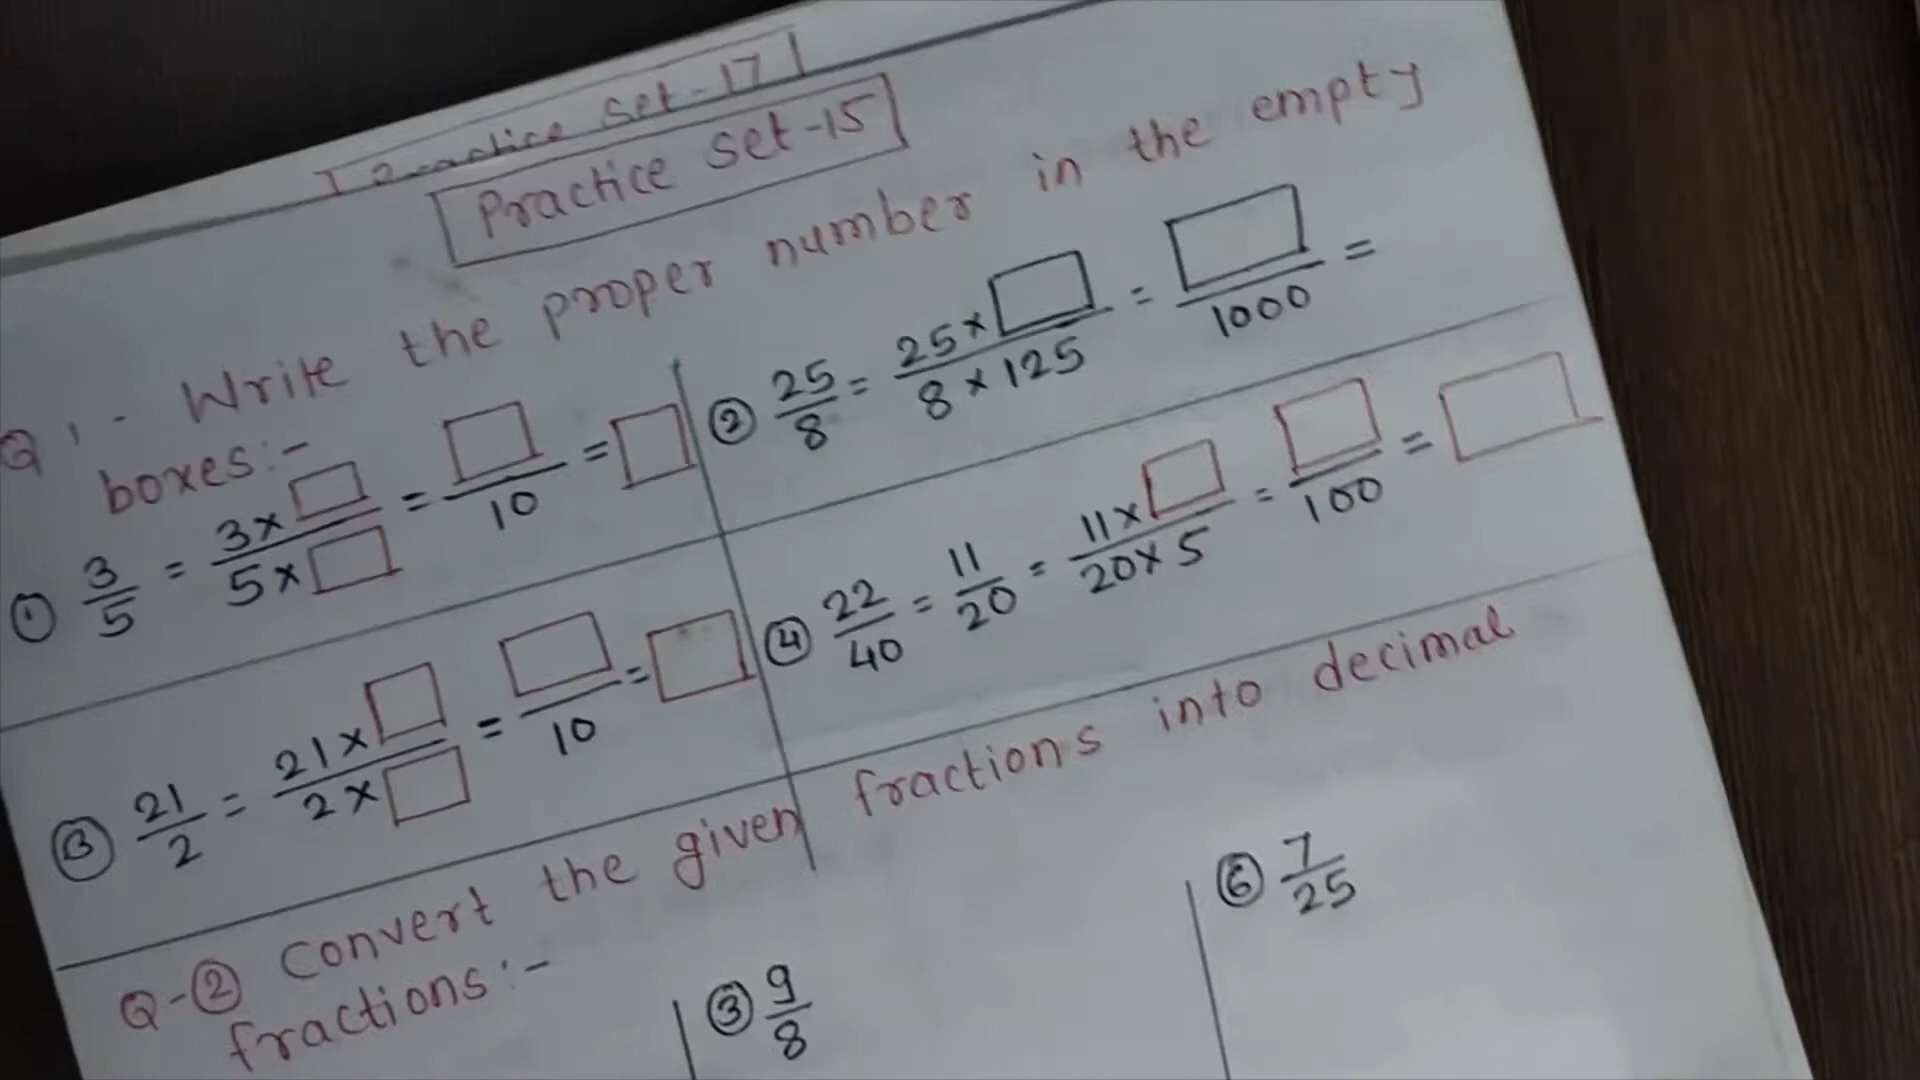 Practice Set-17
Practice Set-15
Q 1 - Write the proper number in the empty
boxes:-
① 3/5 = 3×□/5×□ = □/10 = □
② 25/8 = 25×□/8×125 = □/1000 =
③ 21/2 = 21×□/2×□ = □/10 = □
④ 22/40 = 11/20 = 11×□/20×5 = □/100 = □
Q-② Convert the given fractions into decimal
fractions:-
③ 9/8
⑥ 7/25